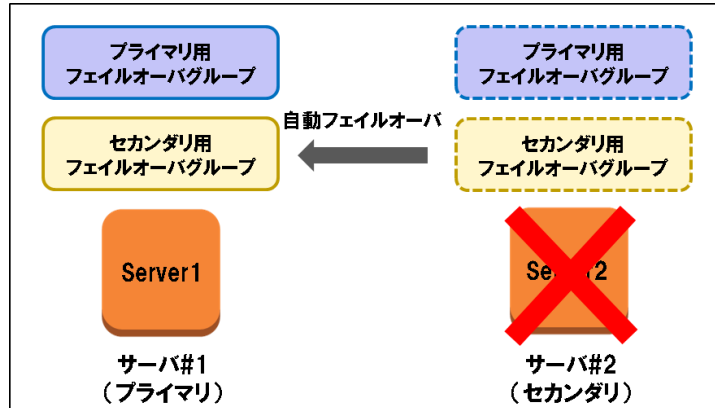 プライマリ用
フェイルオーバグループ
プライマリ用
フェイルオーバグループ
自動フェイルオーバ
セカンダリ用
フェイルオーバグループ
セカンダリ用
フェイルオーバグループ
Server1
Server2
サーバ#1
（プライマリ）
サーバ#2
（セカンダリ）